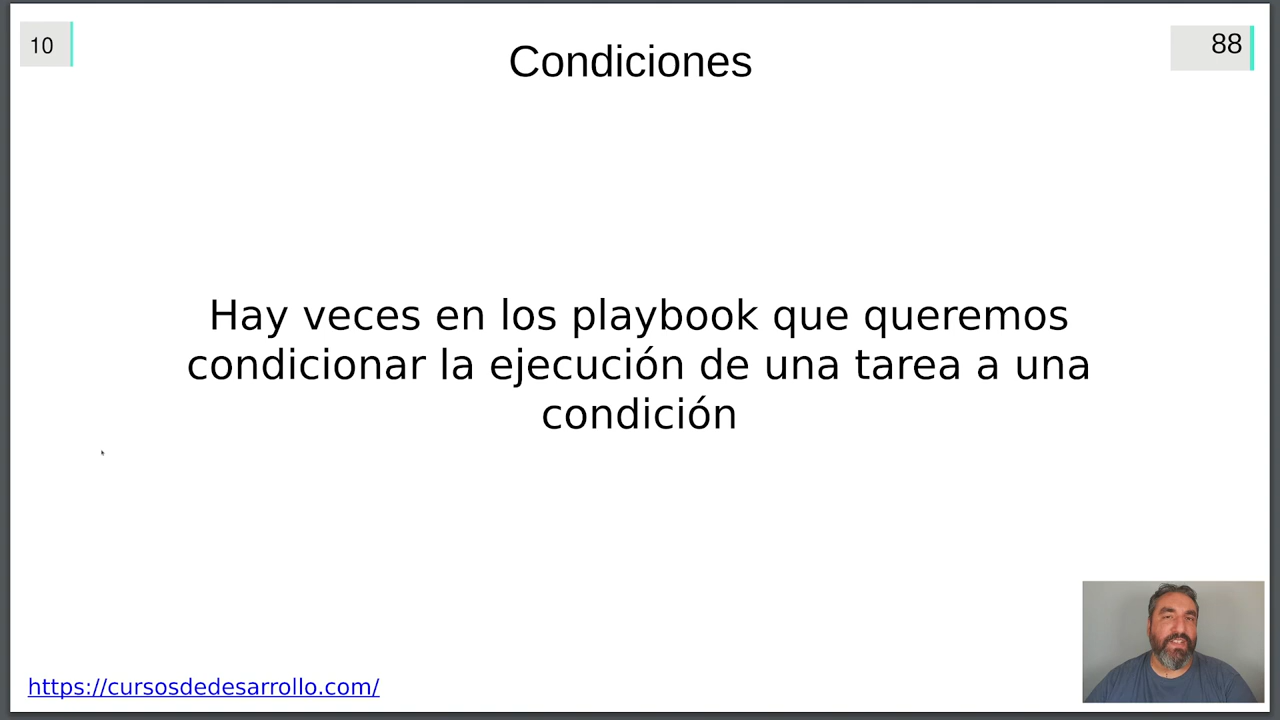 10
88
Condiciones
Hay veces en los playbook que queremos
condicionar la ejecución de una tarea a una
condición
https://cursosdedesarrollo.com/